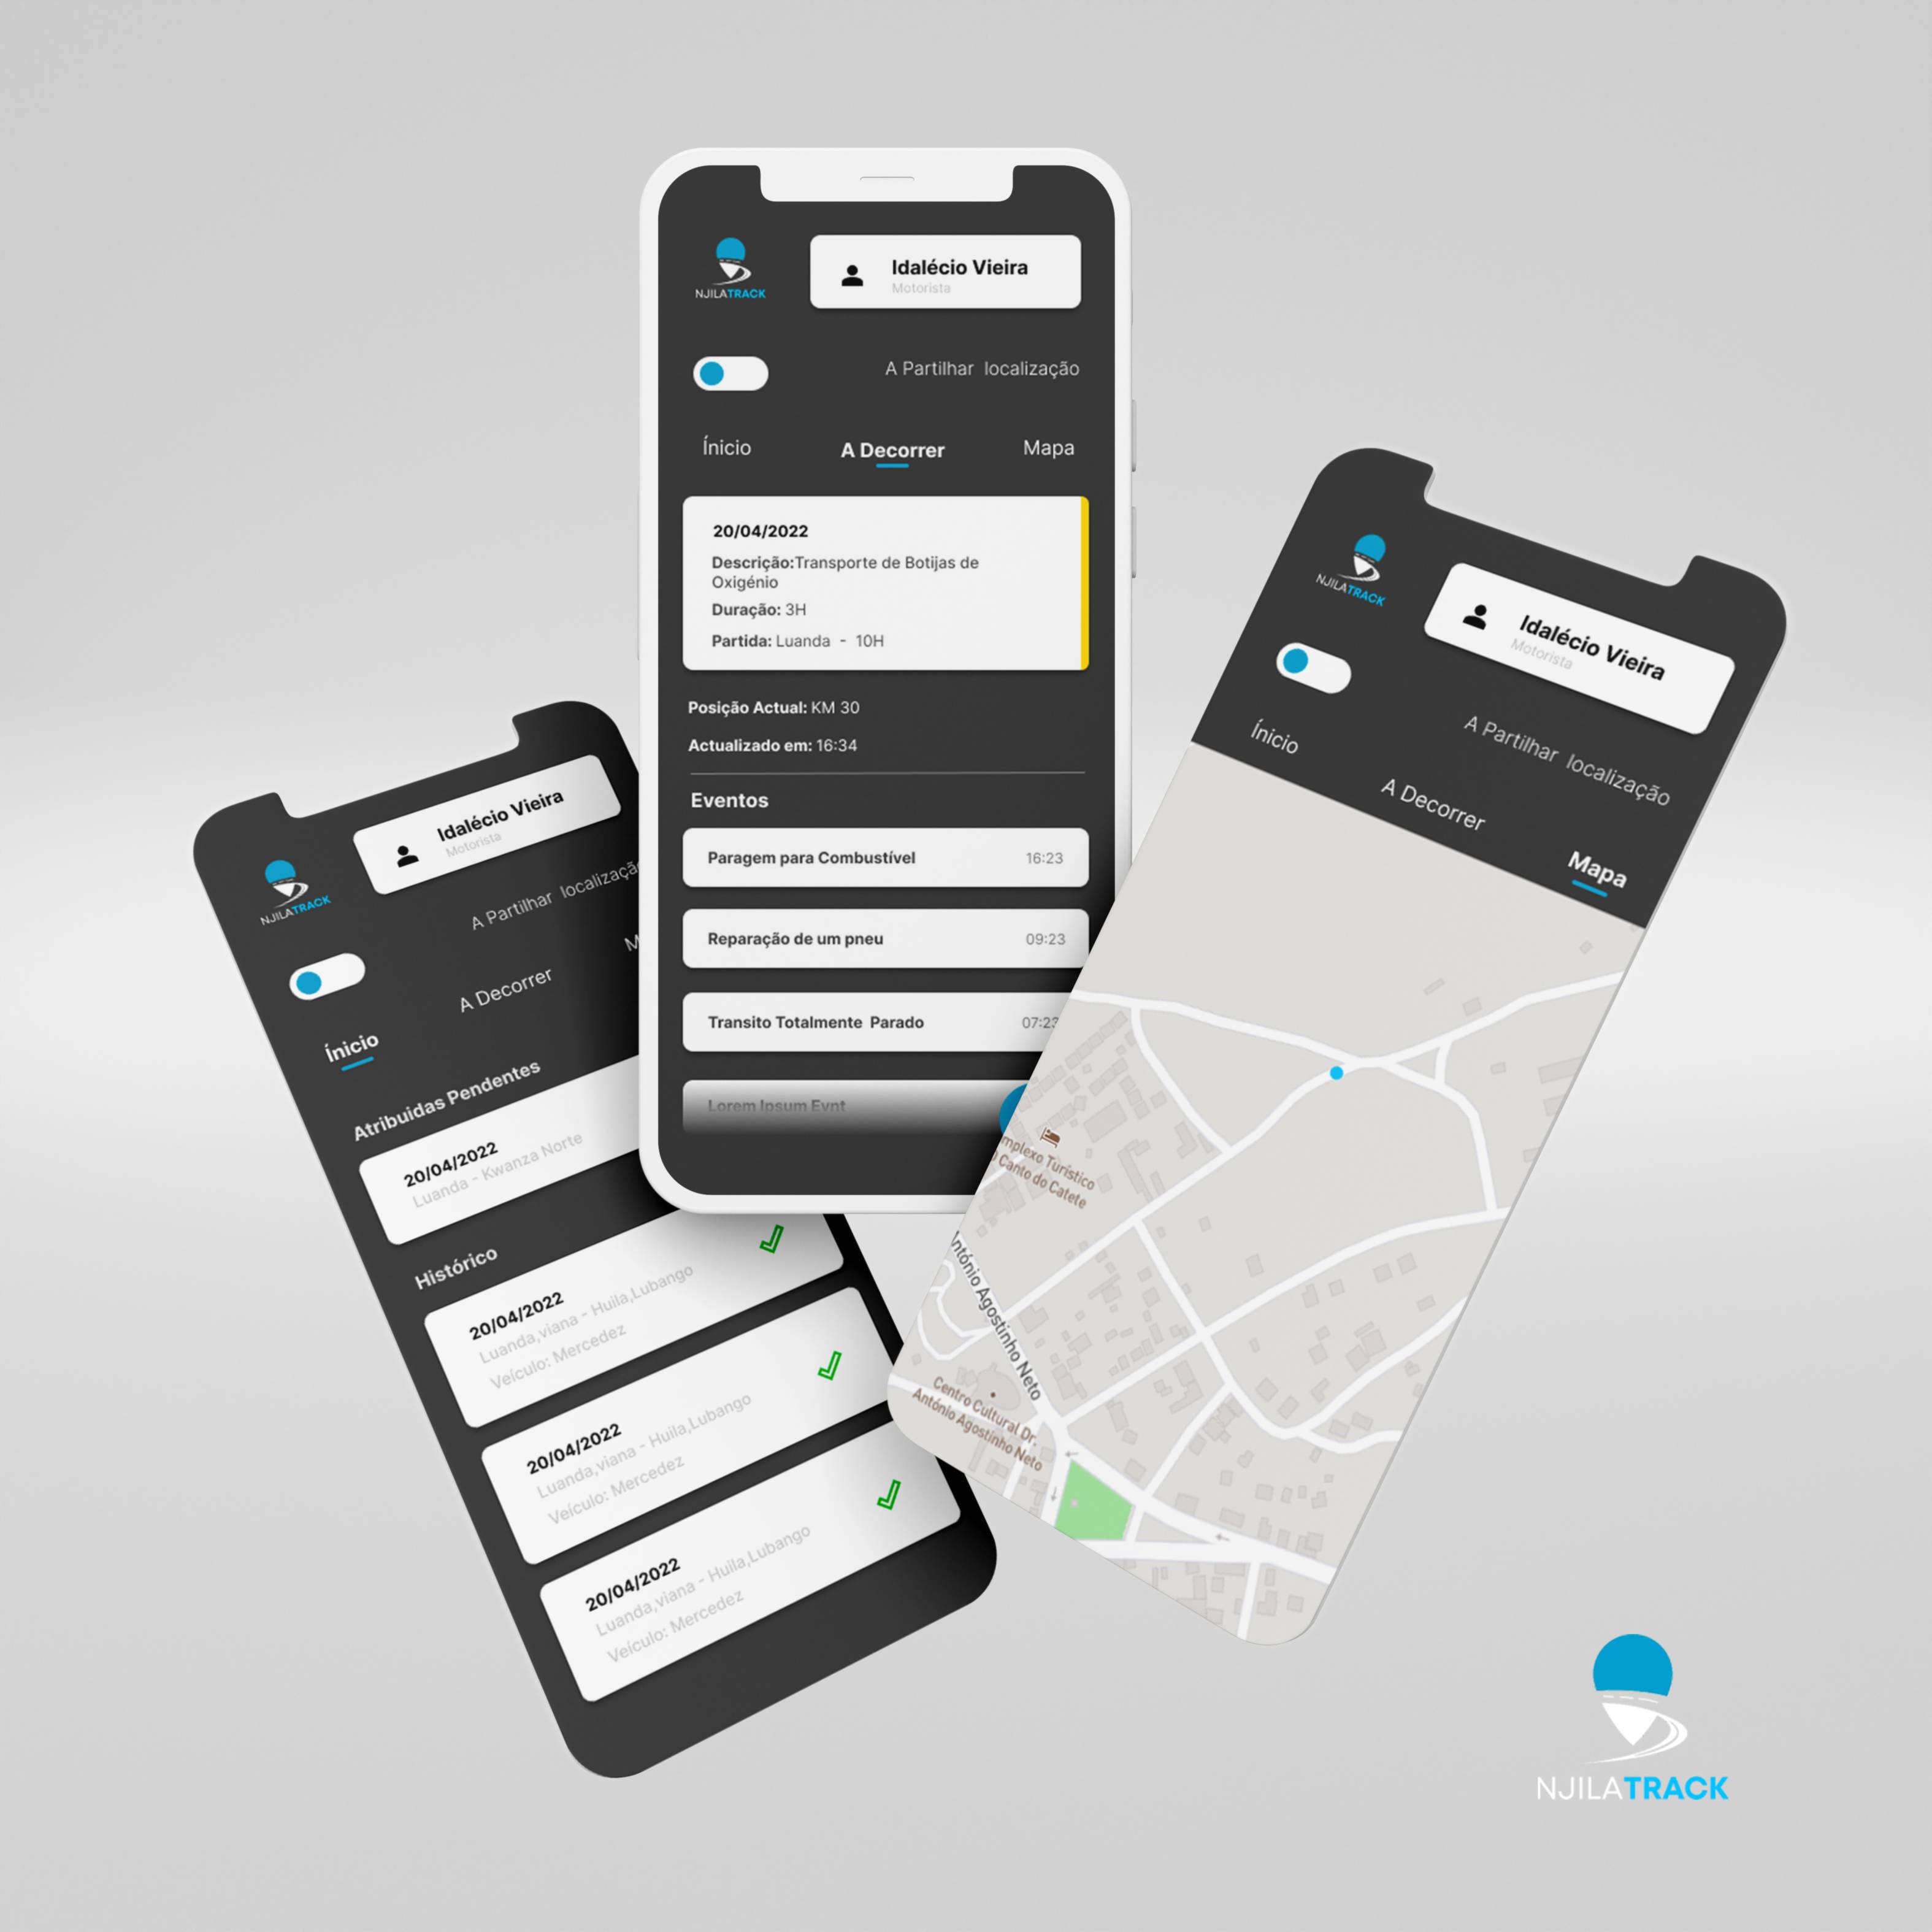 NJILATRACK
Idalécio Vieira
Motorista
A Partilhar localização
Ínicio
A Decorrer
Mapa
20/04/2022
Descrição:Transporte de Botijas de
Oxigénio
Duração: 3H
Partida: Luanda - 10H
Posição Actual: KM 30
Actualizado em: 16:34
Eventos
Paragem para Combustível 16:23
Reparação de um pneu 09:23
Transito Totalmente Parado 07:23
Lorem Ipsum Evnt
NJILATRACK
Idalécio Vieira
Motorista
A Partilhar localização
Ínicio
A Decorrer
M
Atribuidas Pendentes
20/04/2022
Luanda - Kwanza Norte
Histórico
20/04/2022
Luanda,viana - Huila,Lubango
Veículo: Mercedez
20/04/2022
Luanda,viana - Huila,Lubango
Veículo: Mercedez
20/04/2022
Luanda,viana - Huila,Lubango
Veículo: Mercedez
NJILATRACK
Idalécio Vieira
Motorista
A Partilhar localização
Ínicio
A Decorrer
Mapa
mplexo Turístico
Canto do Catete
ntónio Agostinho Neto
Centro Cultural Dr.
António Agostinho Neto
NJILATRACK